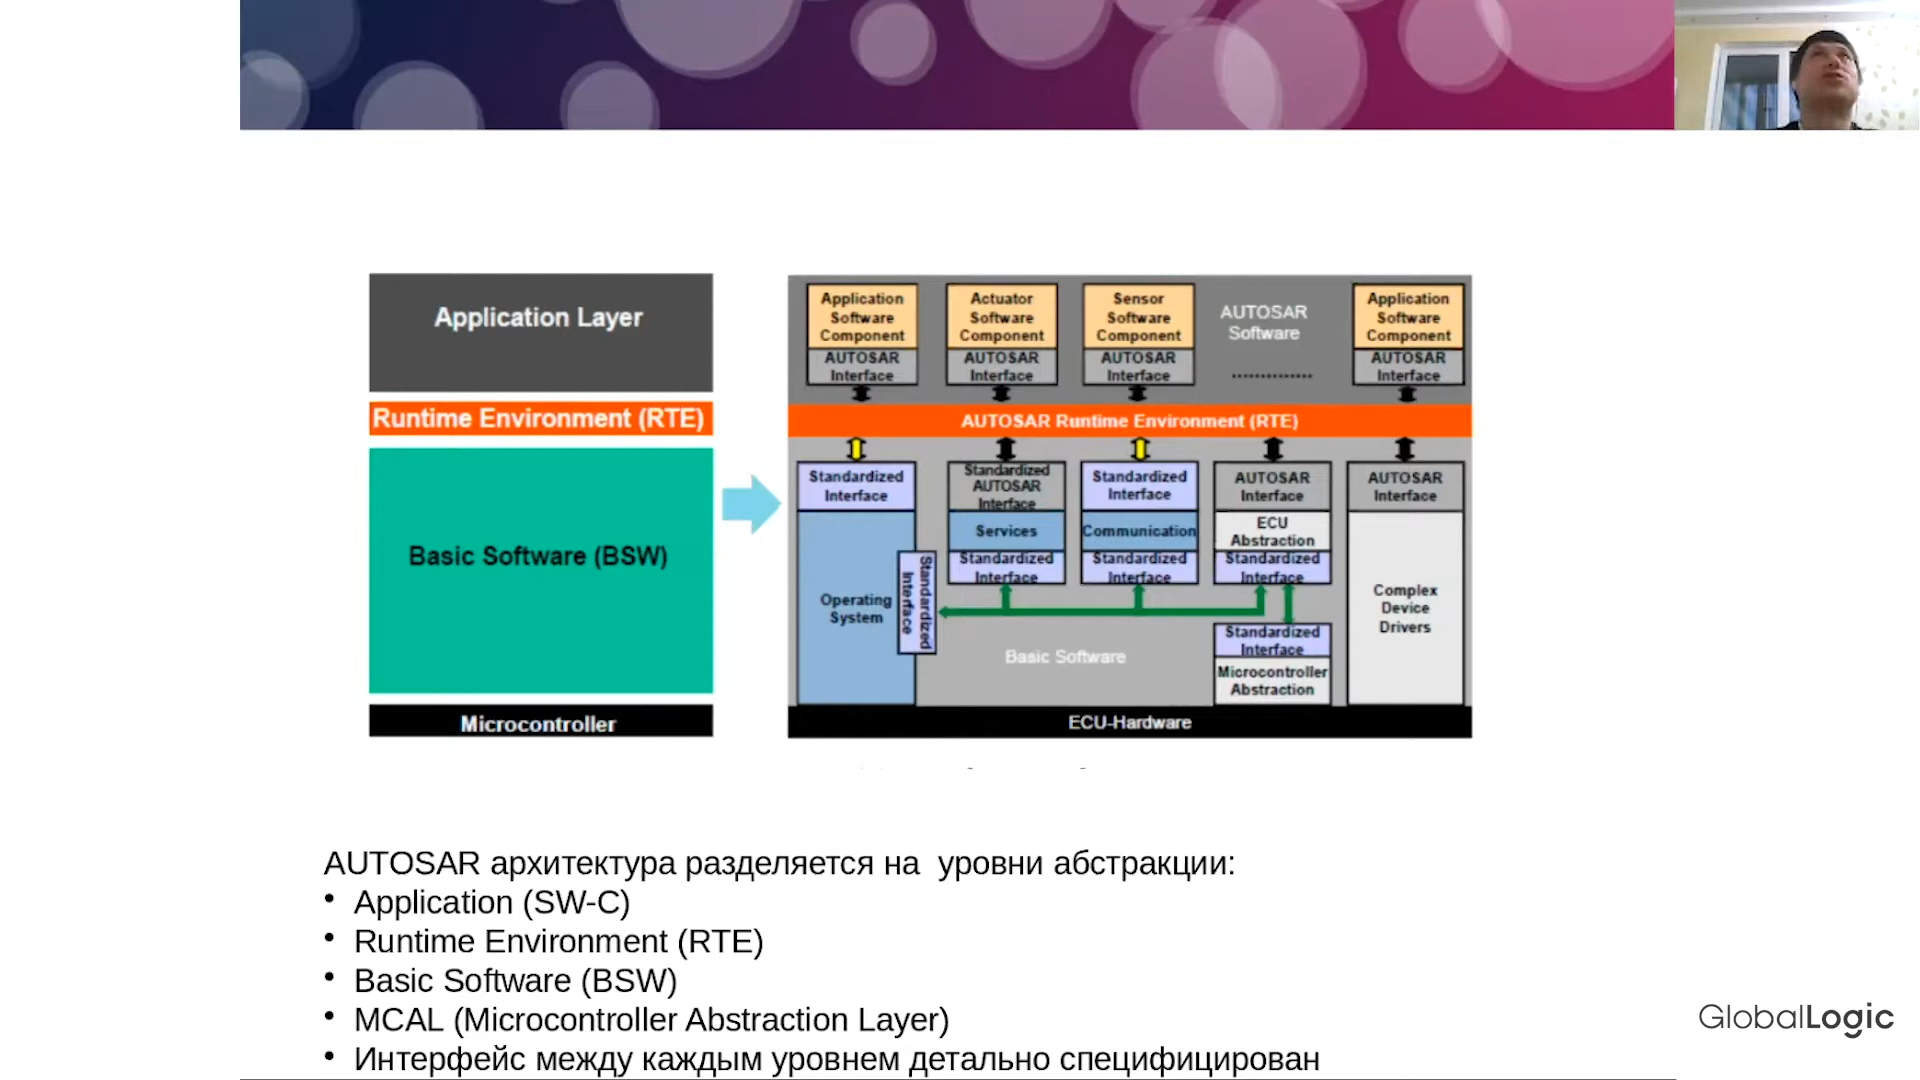 Application Layer
Runtime Environment (RTE)
Basic Software (BSW)
Microcontroller
Application
Software
Component
AUTOSAR
Interface
Actuator
Software
Component
AUTOSAR
Interface
Sensor
Software
Component
AUTOSAR
Interface
AUTOSAR
Software
..............
Application
Software
Component
AUTOSAR
Interface
AUTOSAR Runtime Environment (RTE)
Standardized
Interface
Operating
System
Standardized
Interface
Standardized
AUTOSAR
Interface
Services
Standardized
Interface
Standardized
Interface
Communication
Standardized
Interface
AUTOSAR
Interface
ECU
Abstraction
Standardized
Interface
Standardized
Interface
Microcontroller
Abstraction
AUTOSAR
Interface
Complex
Device
Drivers
Basic Software
ECU-Hardware
AUTOSAR архитектура разделяется на  уровни абстракции:
• Application (SW-C)
• Runtime Environment (RTE)
• Basic Software (BSW)
• MCAL (Microcontroller Abstraction Layer)
• Интерфейс между каждым уровнем детально специфицирован
GlobalLogic